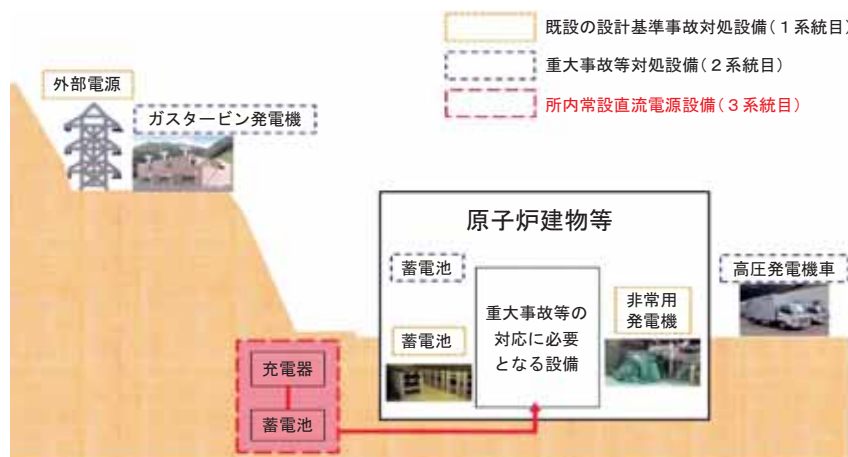 既設の設計基準事故対処設備(１系統目)
重大事故等対処設備(２系統目)
所内常設直流電源設備(３系統目)
外部電源
ガスタービン発電機
原子炉建物等
蓄電池
高圧発電機車
重大事故等の
対応に必要
となる設備
非常用
発電機
蓄電池
充電器
蓄電池